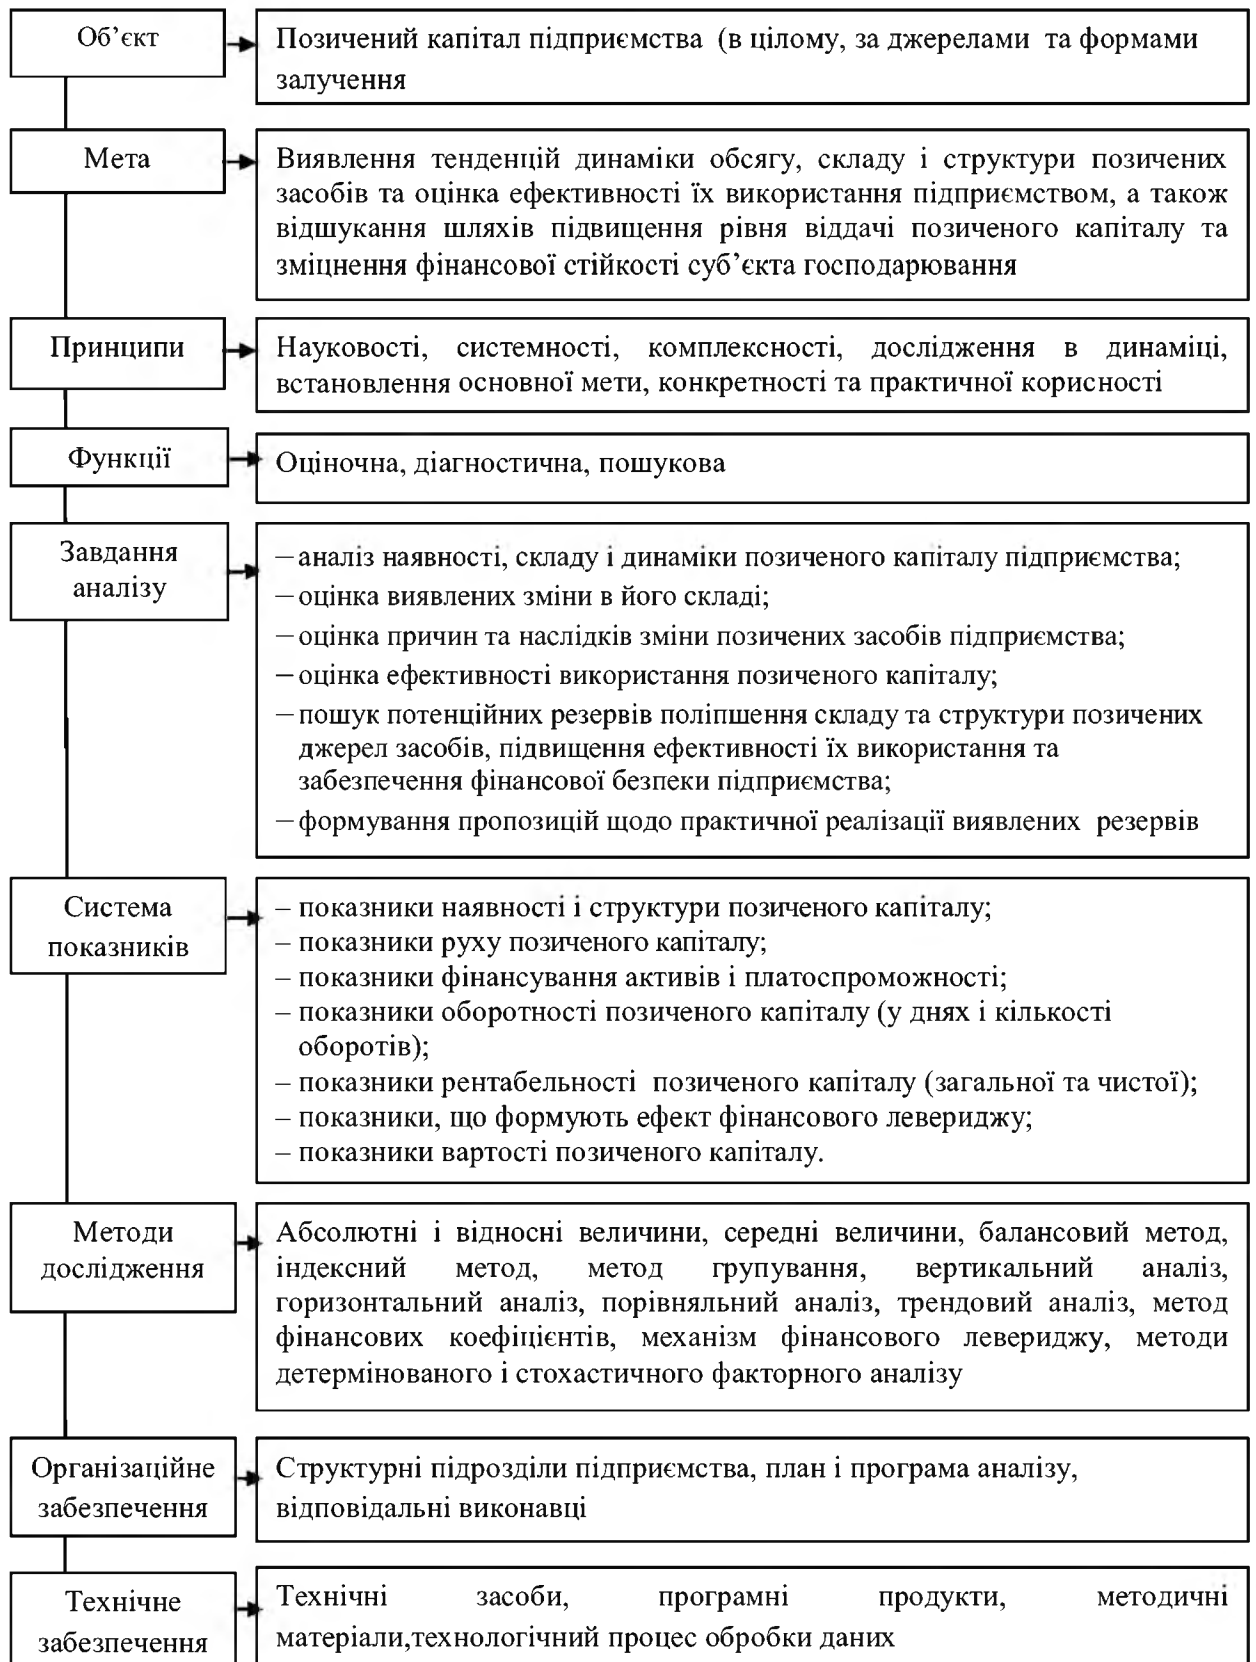 Об’єкт
Позичений капітал підприємства (в цілому, за джерелами та формами
залучення
Мета
Виявлення тенденцій динаміки обсягу, складу і структури позичених
засобів та оцінка ефективності їх використання підприємством, а також
відшукання шляхів підвищення рівня віддачі позиченого капіталу та
зміцнення фінансової стійкості суб’єкта господарювання
Принципи
Науковості, системності, комплексності, дослідження в динаміці,
встановлення основної мети, конкретності та практичної корисності
Функції
Оціночна, діагностична, пошукова
Завдання
аналізу
– аналіз наявності, складу і динаміки позиченого капіталу підприємства;
– оцінка виявлених зміни в його складі;
– оцінка причин та наслідків зміни позичених засобів підприємства;
– оцінка ефективності використання позиченого капіталу;
– пошук потенційних резервів поліпшення складу та структури позичених
джерел засобів, підвищення ефективності їх використання та
забезпечення фінансової безпеки підприємства;
– формування пропозицій щодо практичної реалізації виявлених резервів
Система
показників
– показники наявності і структури позиченого капіталу;
– показники руху позиченого капіталу;
– показники фінансування активів і платоспроможності;
– показники оборотності позиченого капіталу (у днях і кількості
оборотів);
– показники рентабельності позиченого капіталу (загальної та чистої);
– показники, що формують ефект фінансового левериджу;
– показники вартості позиченого капіталу.
Методи
дослідження
Абсолютні і відносні величини, середні величини, балансовий метод,
індексний метод, метод групування, вертикальний аналіз,
горизонтальний аналіз, порівняльний аналіз, трендовий аналіз, метод
фінансових коефіцієнтів, механізм фінансового левериджу, методи
детермінованого і стохастичного факторного аналізу
Організаційне
забезпечення
Структурні підрозділи підприємства, план і програма аналізу,
відповідальні виконавці
Технічне
забезпечення
Технічні засоби, програмні продукти, методичні
матеріали,технологічний процес обробки даних